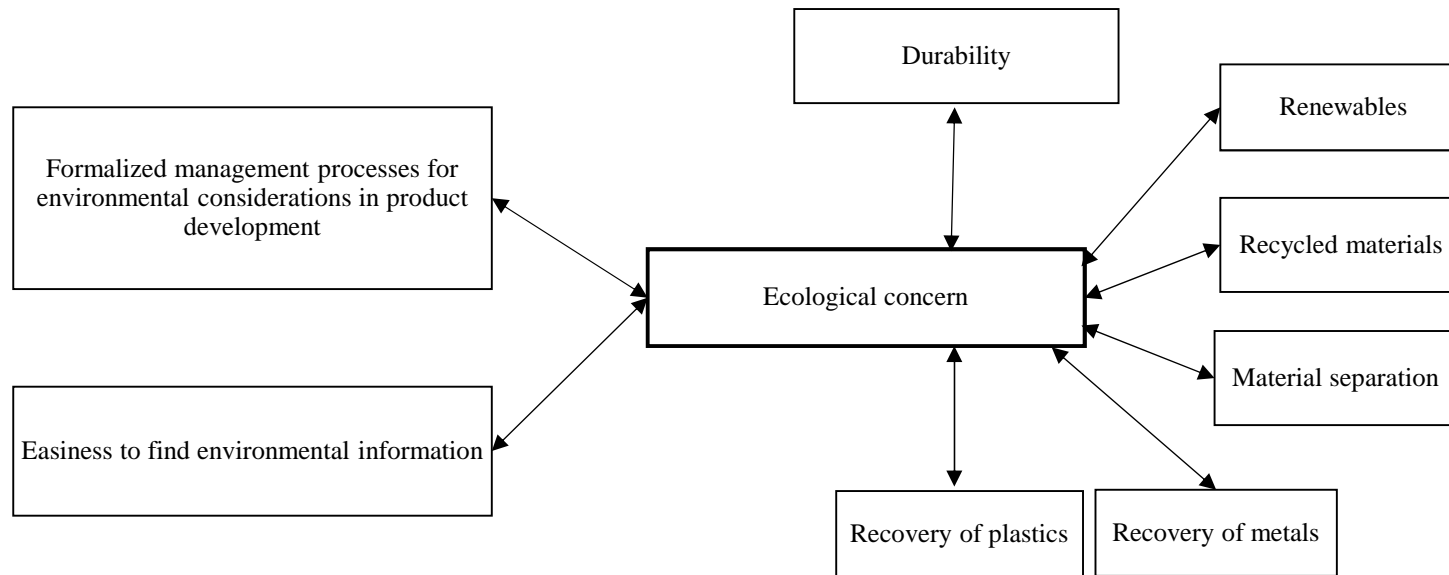 Durability
Renewables
Formalized management processes for
environmental considerations in product
development
Recycled materials
Ecological concern
Material separation
Easiness to find environmental information
Recovery of plastics
Recovery of metals